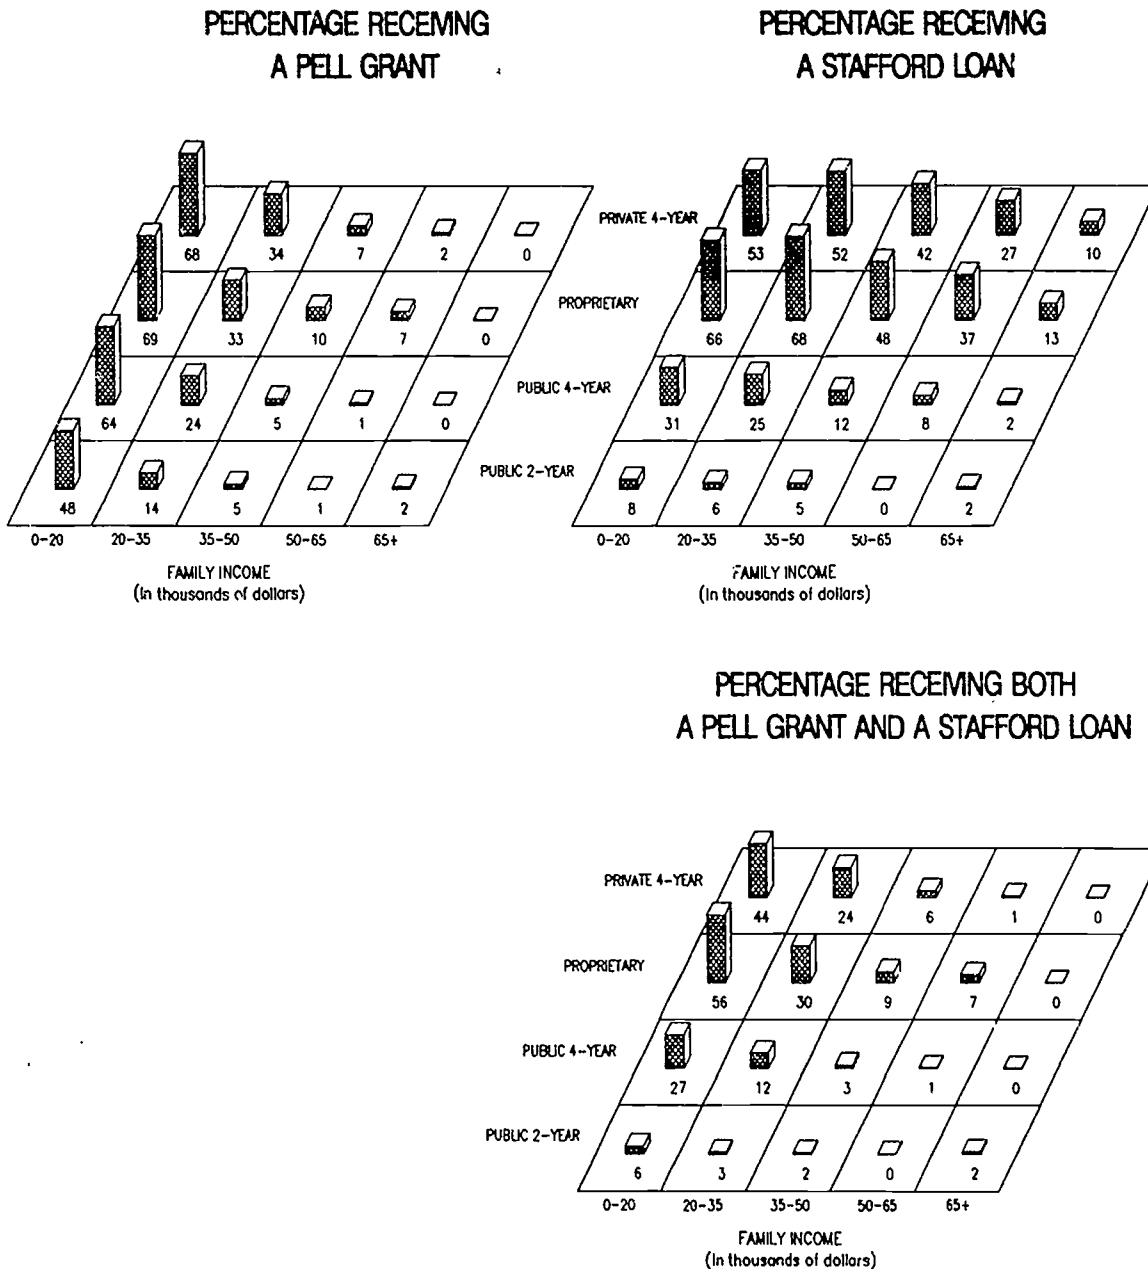 PERCENTAGE RECEIVING
A PELL GRANT
PERCENTAGE RECEIVING
A STAFFORD LOAN
PRIVATE 4-YEAR
68 34 7 2 0
53 52 42 27 10
PROPRIETARY
69 33 10 7 0
66 68 48 37 13
PUBLIC 4-YEAR
64 24 5 1 0
31 25 12 8 2
PUBLIC 2-YEAR
48 14 5 1 2
8 6 5 0 2
0-20 20-35 35-50 50-65 65+
0-20 20-35 35-50 50-65 65+
FAMILY INCOME
(In thousands of dollars)
FAMILY INCOME
(In thousands of dollars)
PERCENTAGE RECEIVING BOTH
A PELL GRANT AND A STAFFORD LOAN
PRIVATE 4-YEAR
44 24 6 1 0
PROPRIETARY
56 30 9 7 0
PUBLIC 4-YEAR
27 12 3 1 0
PUBLIC 2-YEAR
6 3 2 0 2
0-20 20-35 35-50 50-65 65+
FAMILY INCOME
(In thousands of dollars)